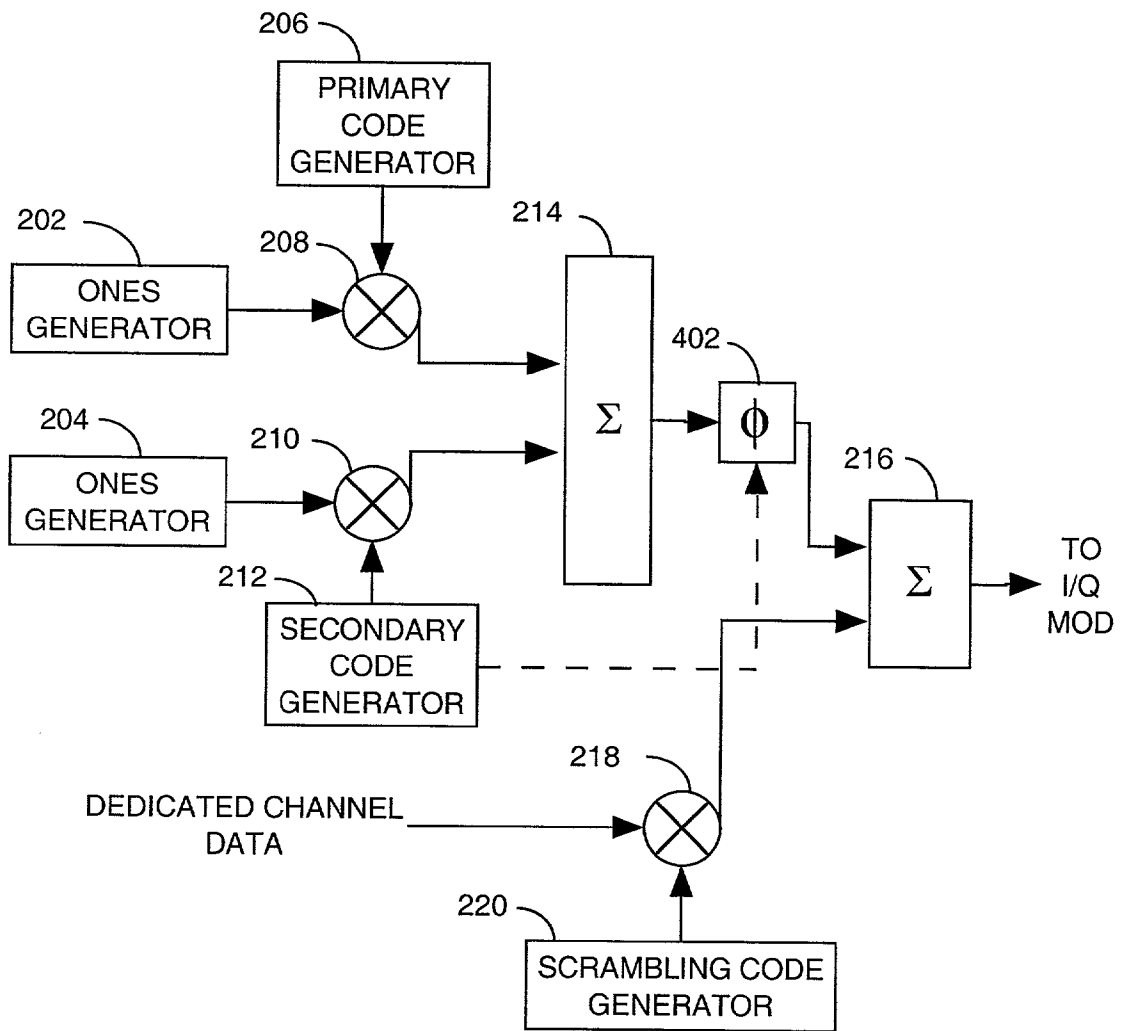 206
PRIMARY
CODE
GENERATOR
202
208
214
ONES
GENERATOR
402
Σ
ϕ
204
210
216
ONES
GENERATOR
TO
I/Q
MOD
Σ
212
SECONDARY
CODE
GENERATOR
218
DEDICATED CHANNEL
DATA
220
SCRAMBLING CODE
GENERATOR